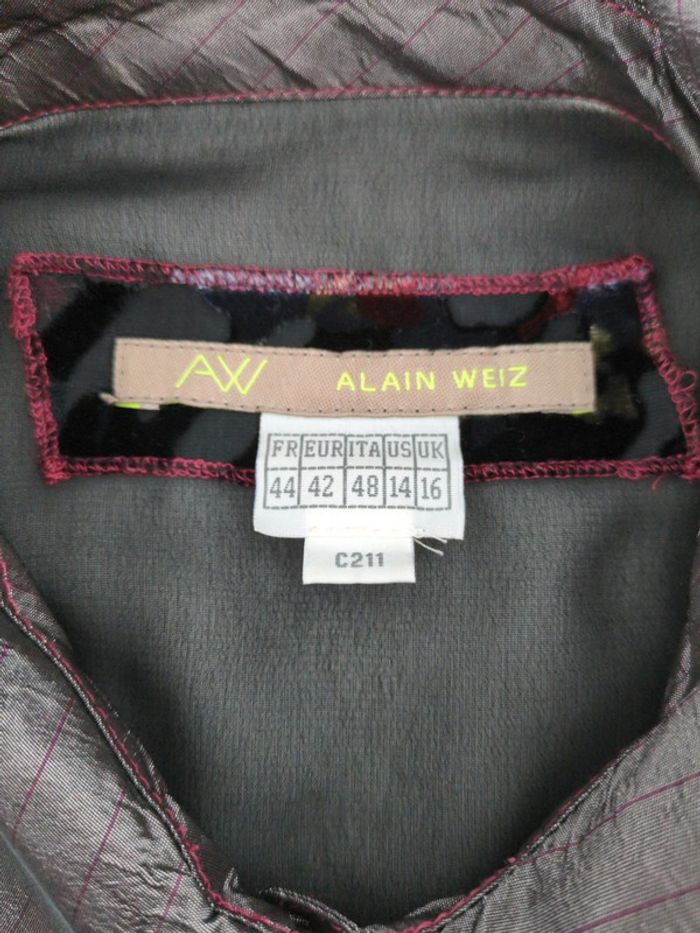 AW ALAIN WEIZ
FR EUR ITA US UK
44 42 48 14 16
C211